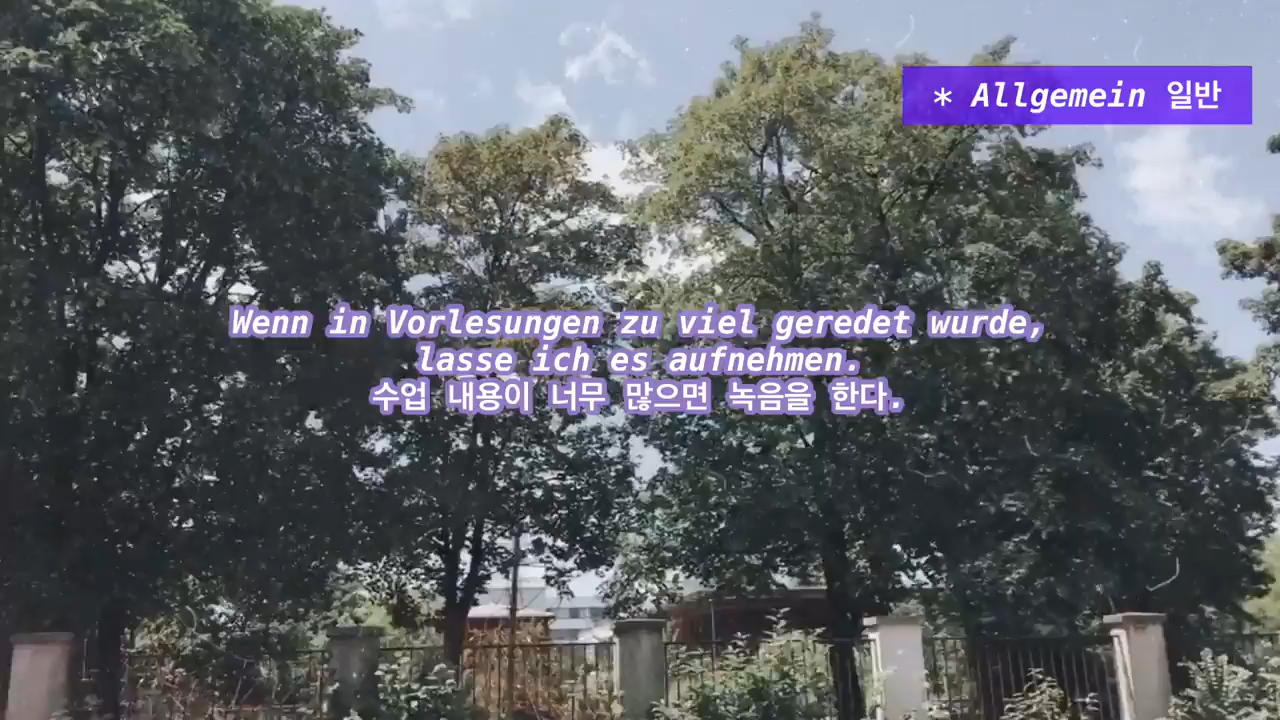 * Allgemein 일반
Wenn in Vorlesungen zu viel geredet wurde,
lasse ich es aufnehmen.
수업 내용이 너무 많으면 녹음을 한다.